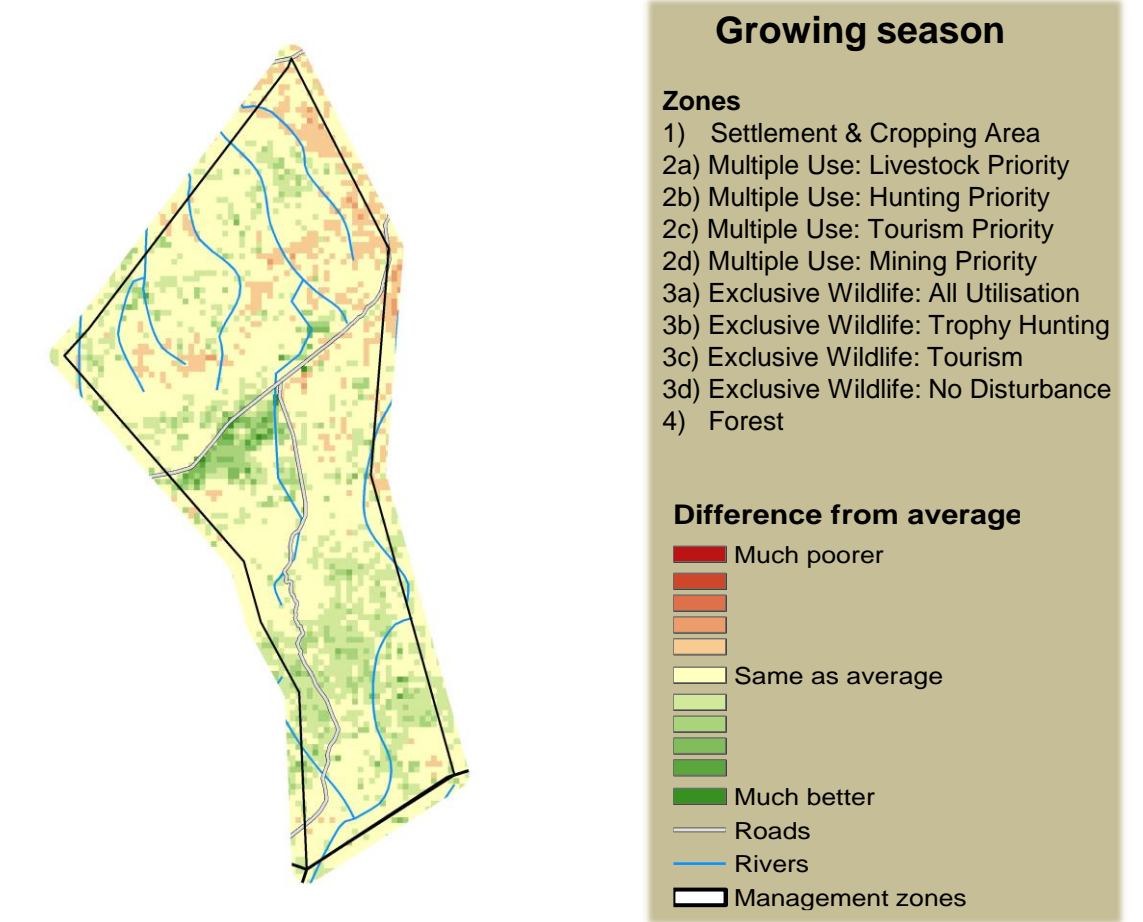 Growing season
Zones
1) Settlement & Cropping Area
2a) Multiple Use: Livestock Priority
2b) Multiple Use: Hunting Priority
2c) Multiple Use: Tourism Priority
2d) Multiple Use: Mining Priority
3a) Exclusive Wildlife: All Utilisation
3b) Exclusive Wildlife: Trophy Hunting
3c) Exclusive Wildlife: Tourism
3d) Exclusive Wildlife: No Disturbance
4) Forest
Difference from average
Much poorer
Same as average
Much better
Roads
Rivers
Management zones